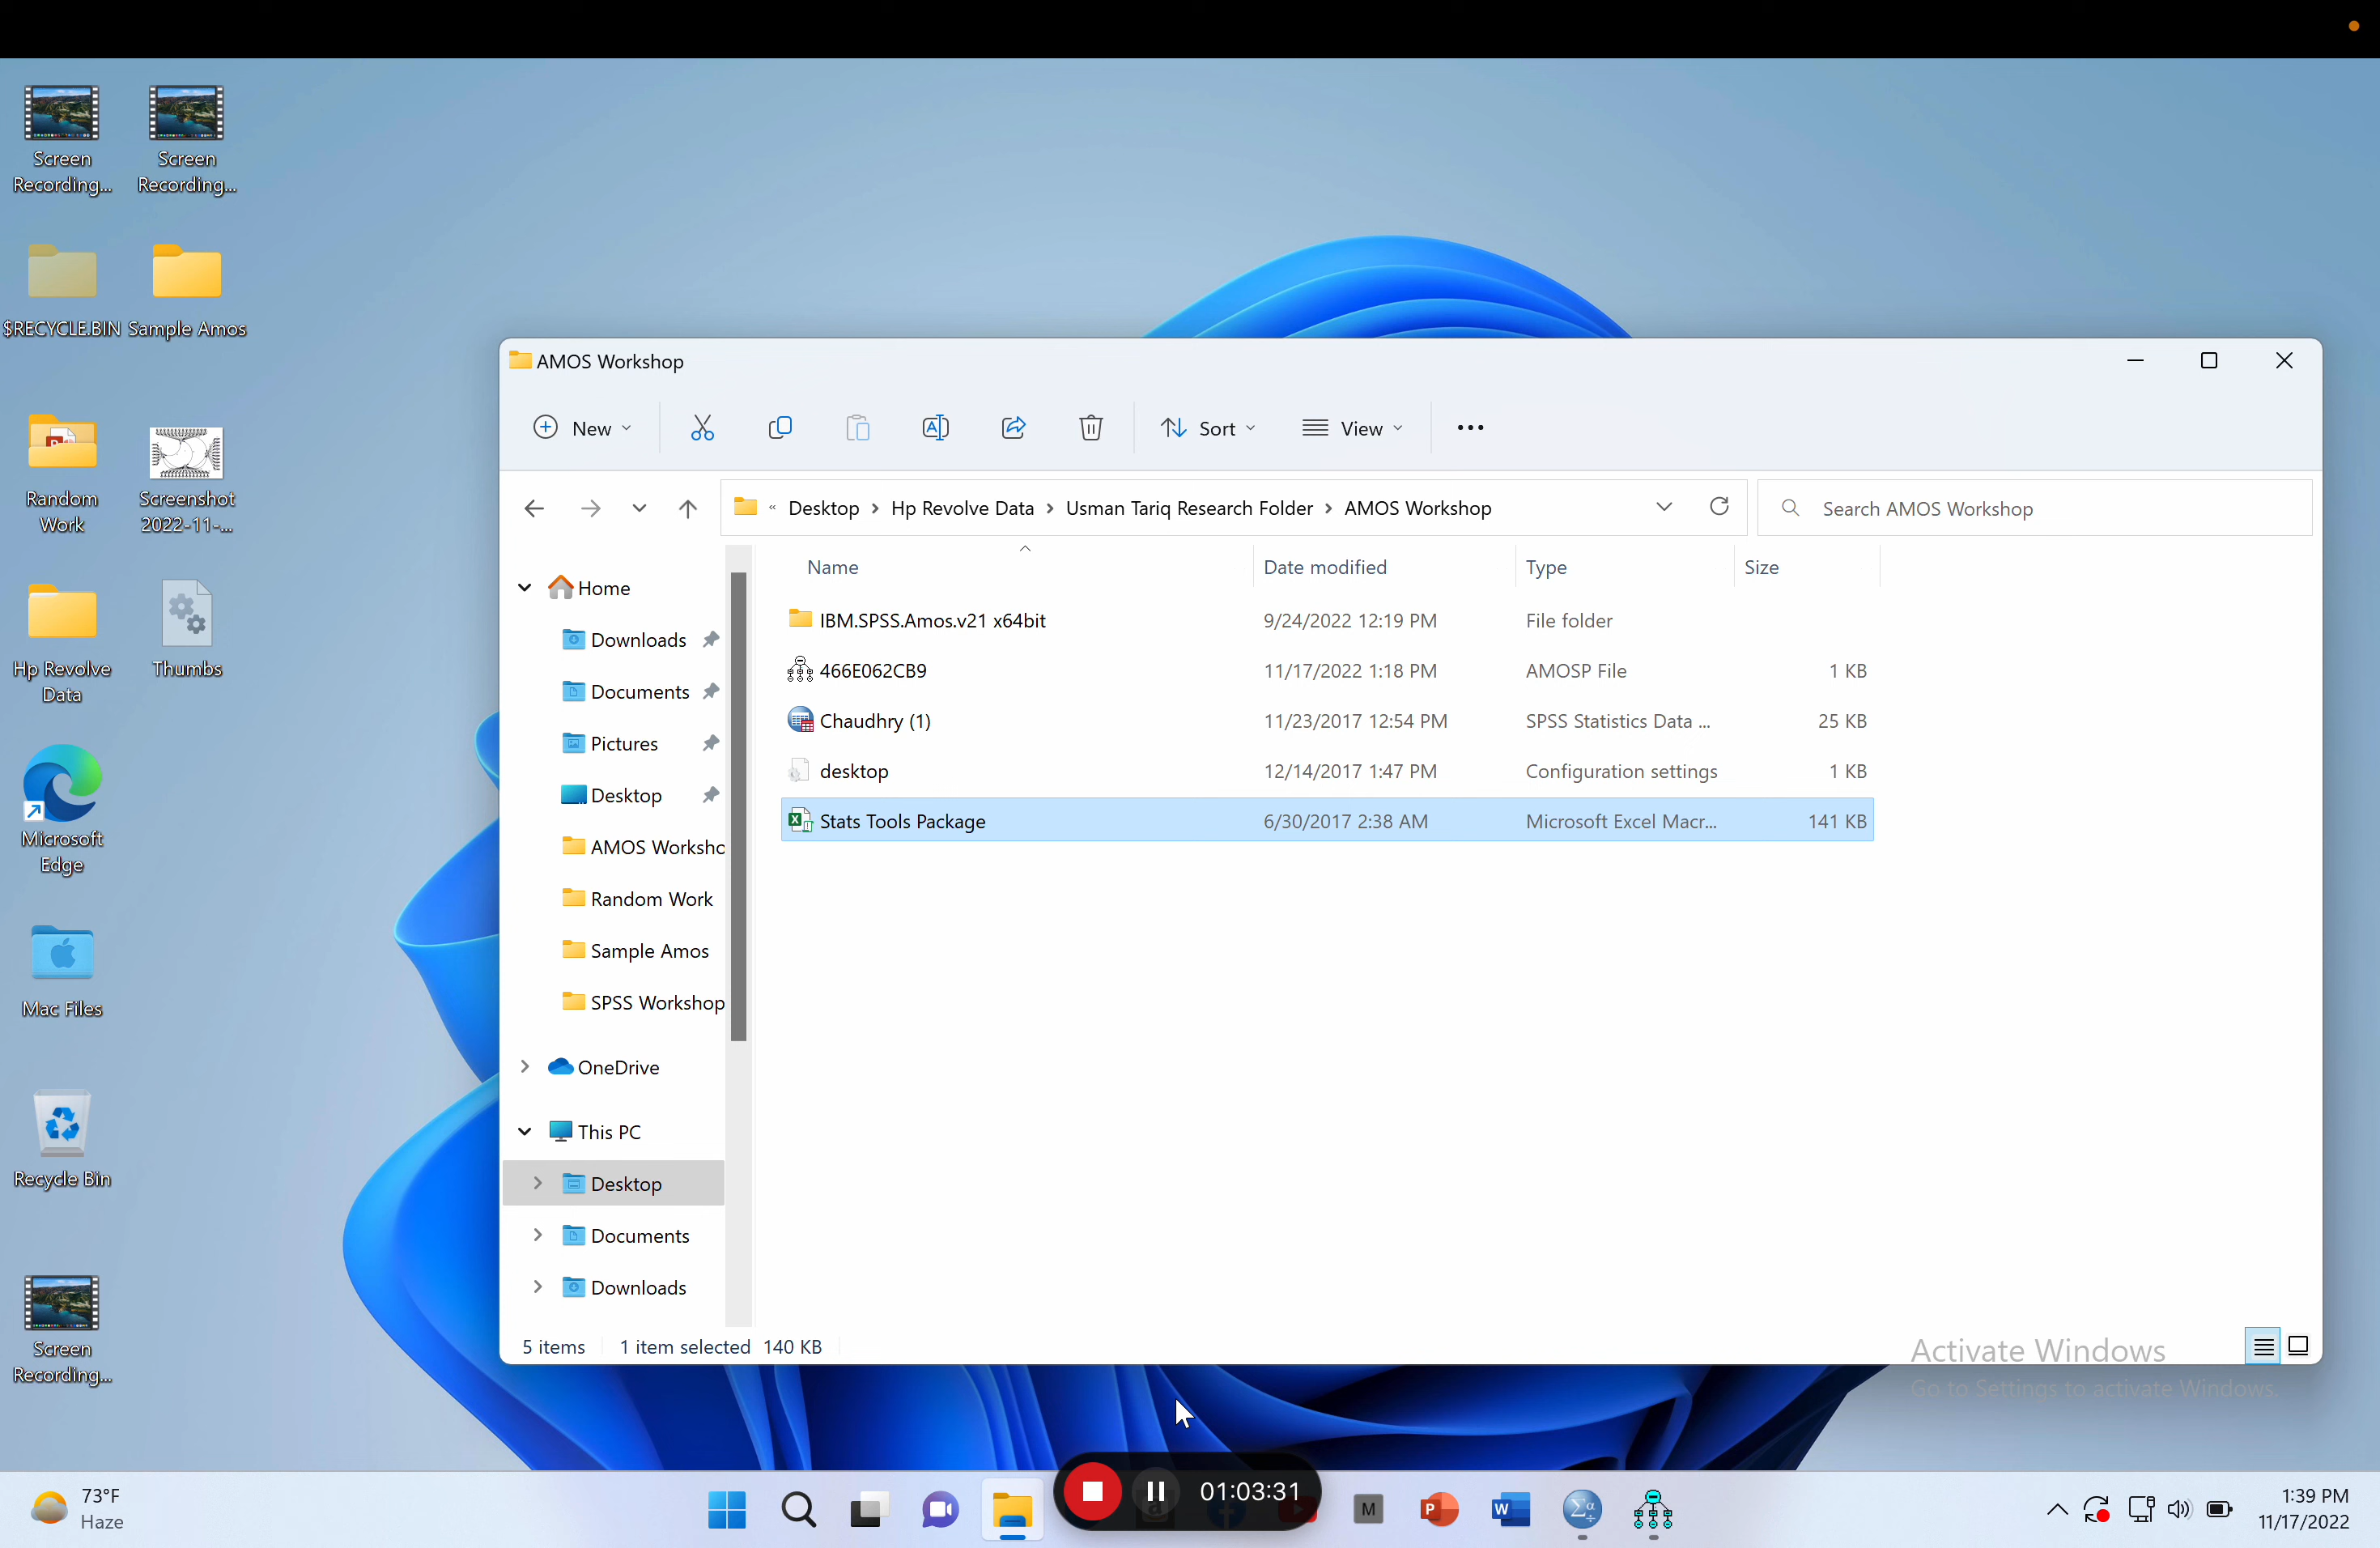 Screen
Recording...
Screen
Recording...
$RECYCLE.BIN
Sample Amos
Random
Work
Screenshot
2022-11-...
Hp Revolve
Data
Thumbs
Microsoft
Edge
Mac Files
Recycle Bin
Screen
Recording...
AMOS Workshop
New
Sort
View
« Desktop > Hp Revolve Data > Usman Tariq Research Folder > AMOS Workshop
Search AMOS Workshop
Home
Downloads
Documents
Pictures
Desktop
AMOS Worksho
Random Work
Sample Amos
SPSS Workshop
OneDrive
This PC
Desktop
Documents
Downloads
Name Date modified Type Size
IBM.SPSS.Amos.v21 x64bit 9/24/2022 12:19 PM File folder
466E062CB9 11/17/2022 1:18 PM AMOSP File 1 KB
Chaudhry (1) 11/23/2017 12:54 PM SPSS Statistics Data ... 25 KB
desktop 12/14/2017 1:47 PM Configuration settings 1 KB
Stats Tools Package 6/30/2017 2:38 AM Microsoft Excel Macr... 141 KB
5 items 1 item selected 140 KB
Activate Windows
Go to Settings to activate Windows.
73°F
Haze
01:03:31
M
P
W
Σα
1:39 PM
11/17/2022